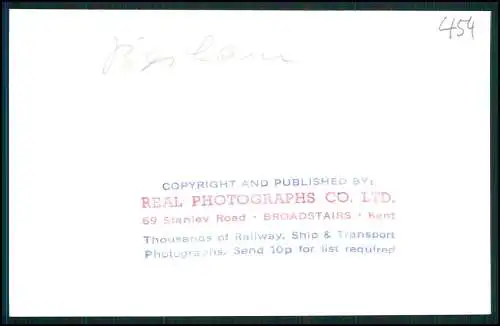 454
COPYRIGHT AND PUBLISHED BY:
REAL PHOTOGRAPHS CO. LTD.
69 Stanley Road · BROADSTAIRS · Kent
Thousands of Railway, Ship & Transport
Photographs. Send 10p for list required